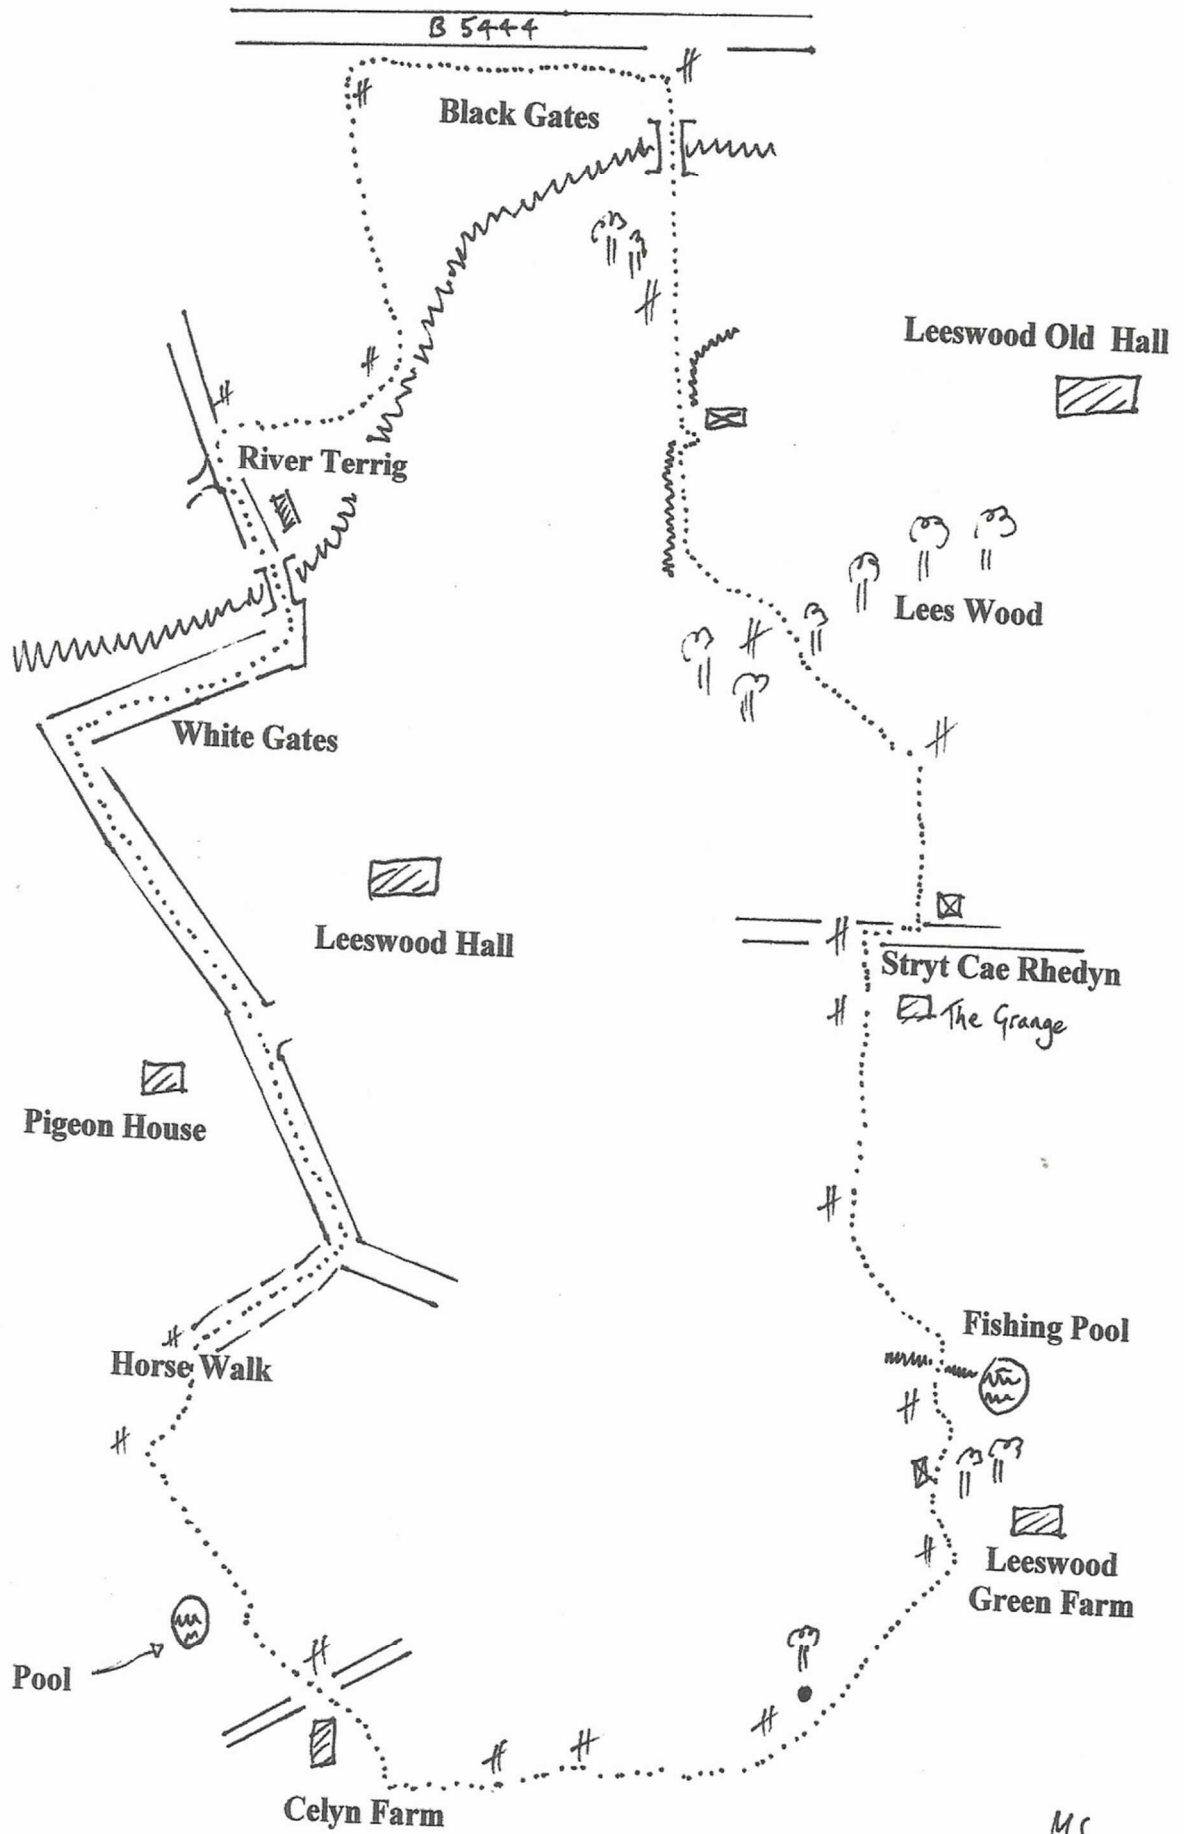 B 5444
Black Gates
Leeswood Old Hall
River Terrig
Lees Wood
White Gates
Leeswood Hall
Stryt Cae Rhedyn
The Grange
Pigeon House
Fishing Pool
Horse Walk
Leeswood
Green Farm
Pool
Celyn Farm